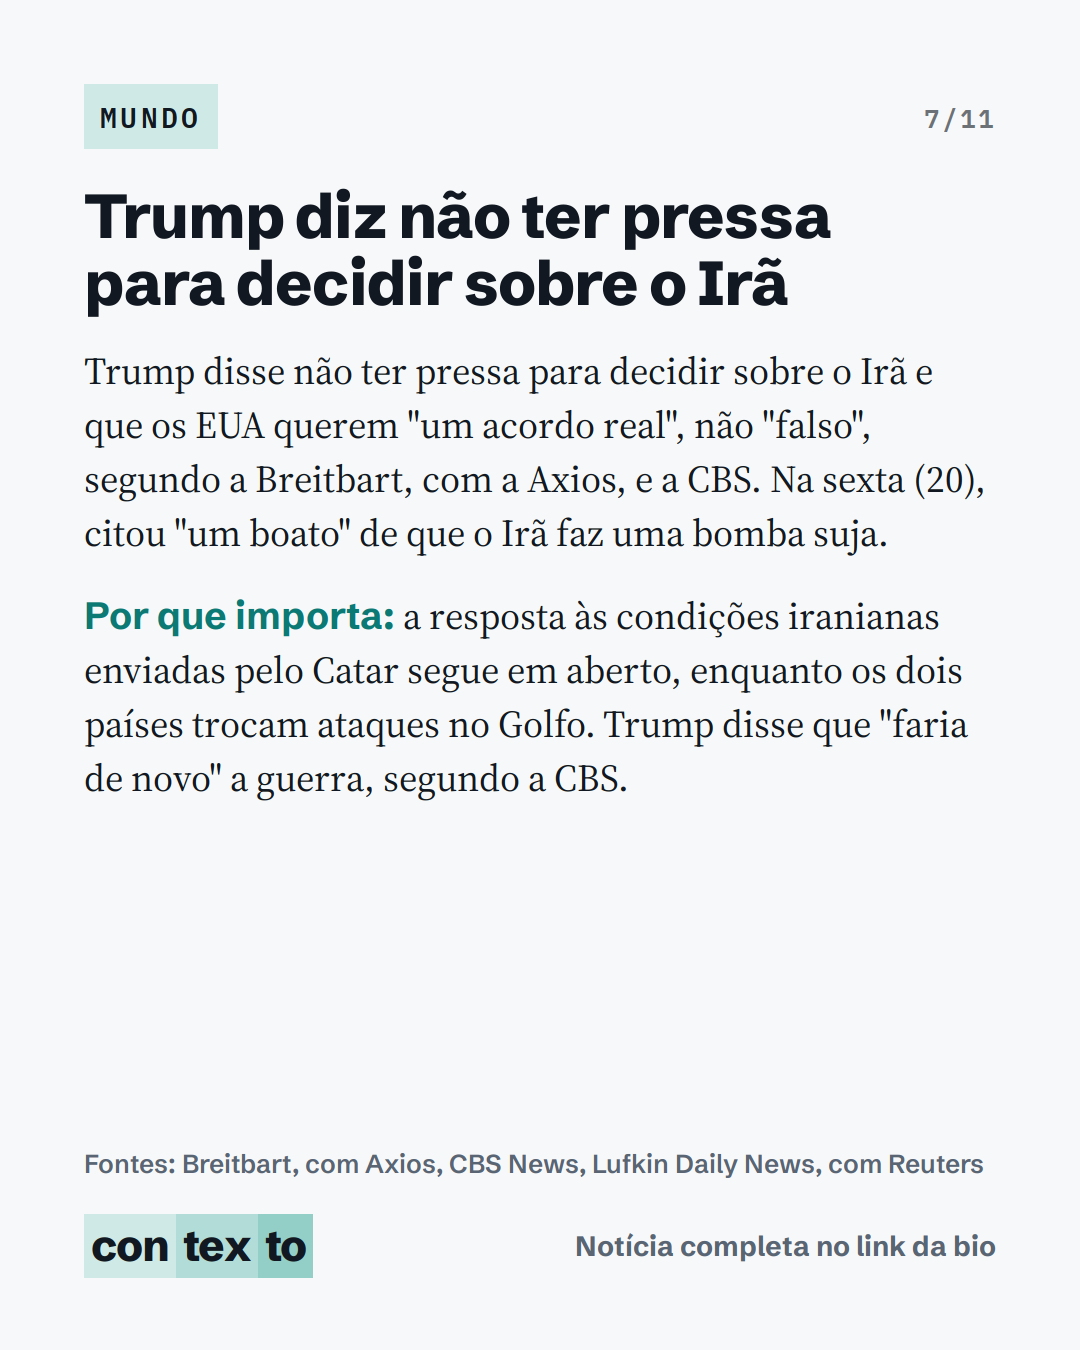 MUNDO
7/11
Trump diz não ter pressa
para decidir sobre o Irã
Trump disse não ter pressa para decidir sobre o Irã e
que os EUA querem "um acordo real", não "falso",
segundo a Breitbart, com a Axios, e a CBS. Na sexta (20),
citou "um boato" de que o Irã faz uma bomba suja.
Por que importa: a resposta às condições iranianas
enviadas pelo Catar segue em aberto, enquanto os dois
países trocam ataques no Golfo. Trump disse que "faria
de novo" a guerra, segundo a CBS.
Fontes: Breitbart, com Axios, CBS News, Lufkin Daily News, com Reuters
contexto
Notícia completa no link da bio